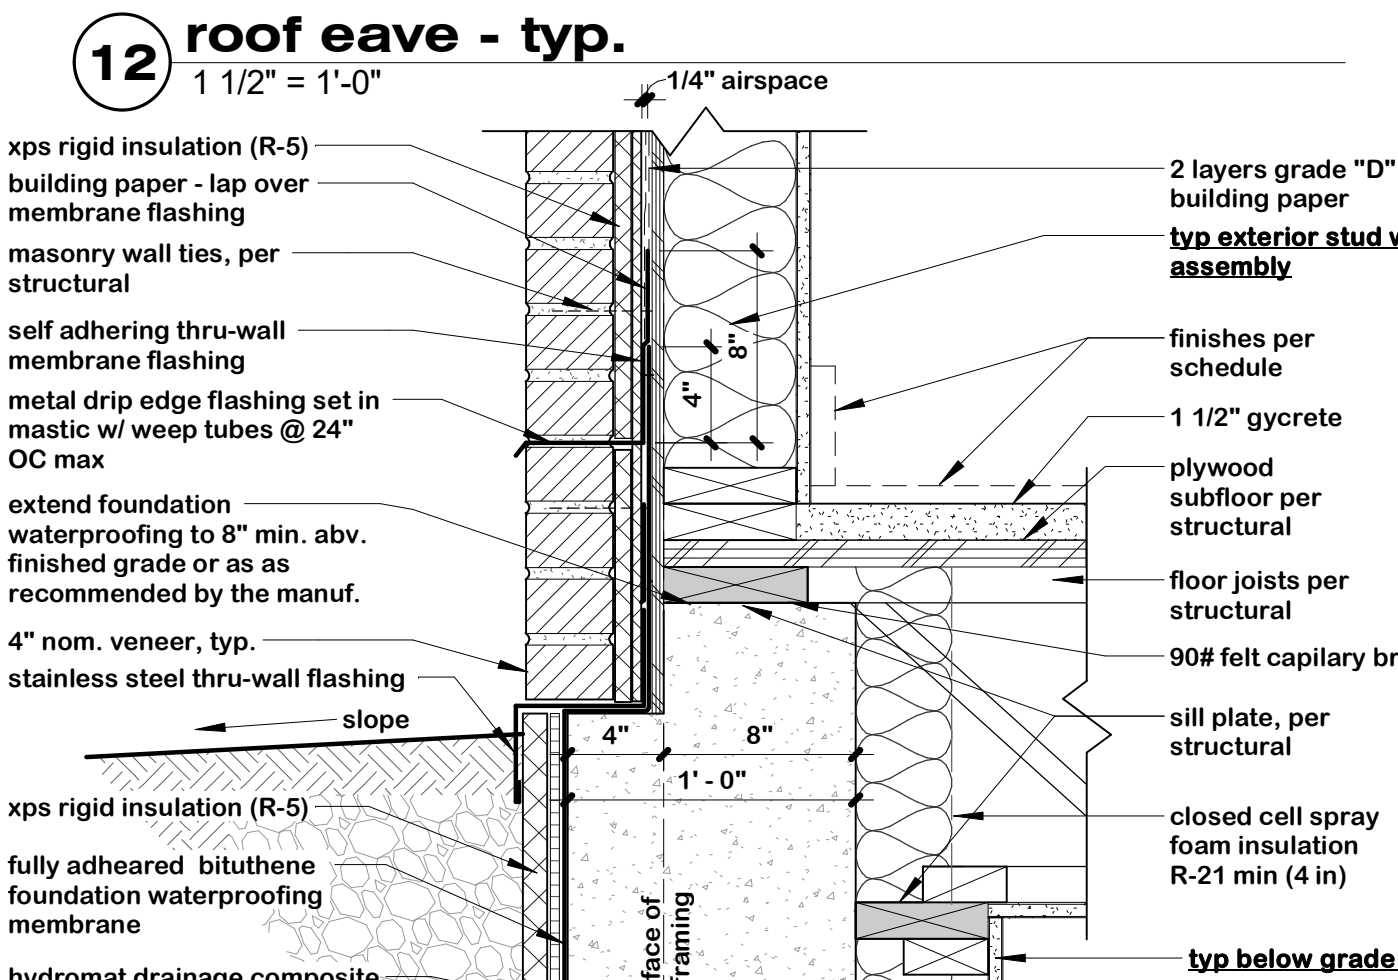 12
roof eave - typ.
1 1/2" = 1'-0"
1/4" airspace
xps rigid insulation (R-5)
building paper - lap over
membrane flashing
masonry wall ties, per
structural
self adhering thru-wall
membrane flashing
metal drip edge flashing set in
mastic w/ weep tubes @ 24"
OC max
extend foundation
waterproofing to 8" min. abv.
finished grade or as as
recommended by the manuf.
4" nom. veneer, typ.
stainless steel thru-wall flashing
slope
xps rigid insulation (R-5)
fully adheared bituthene
foundation waterproofing
membrane
hydromat drainage composite
8"
4"
4"
8"
1' - 0"
face of
framing
2 layers grade "D"
building paper
typ exterior stud
assembly
finishes per
schedule
1 1/2" gycrete
plywood
subfloor per
structural
floor joists per
structural
90# felt capilary
sill plate, per
structural
closed cell spray
foam insulation
R-21 min (4 in)
typ below grade